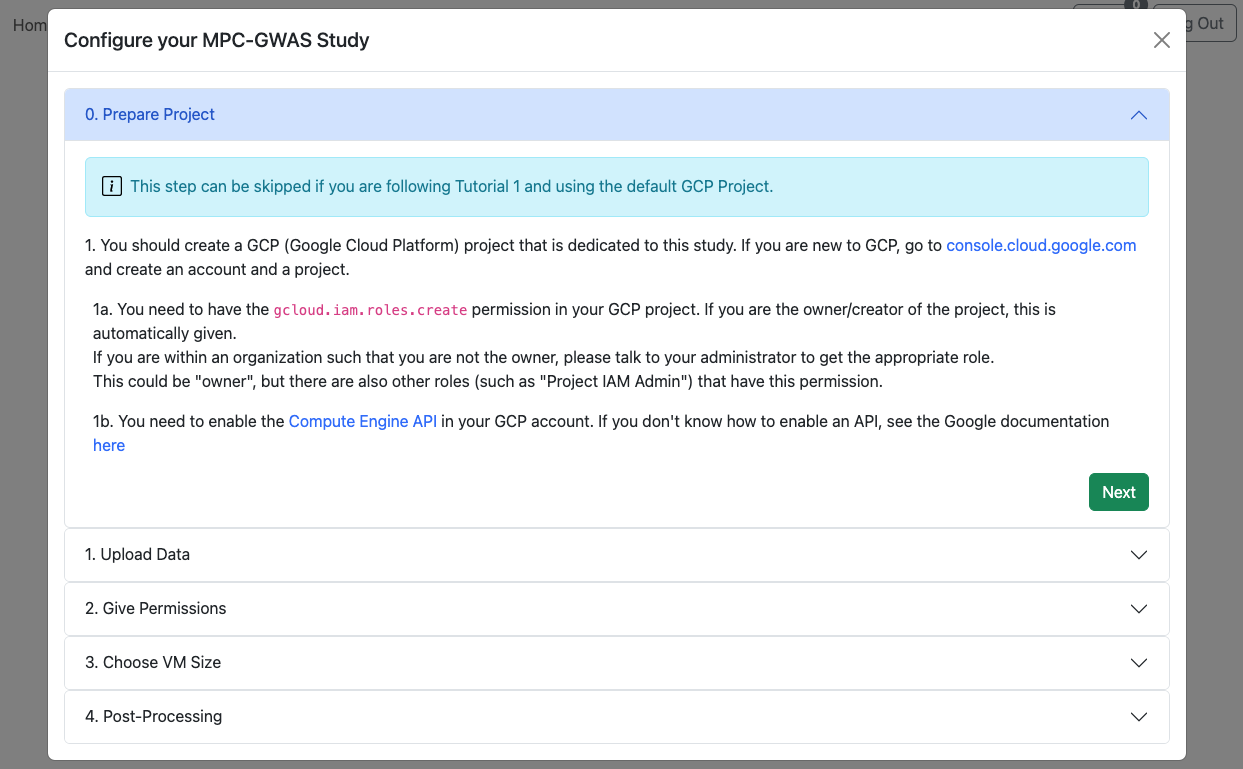 Hom
0
g Out
Configure your MPC-GWAS Study
0. Prepare Project
This step can be skipped if you are following Tutorial 1 and using the default GCP Project.
1. You should create a GCP (Google Cloud Platform) project that is dedicated to this study. If you are new to GCP, go to console.cloud.google.com
and create an account and a project.
1a. You need to have the gcloud.iam.roles.create permission in your GCP project. If you are the owner/creator of the project, this is
automatically given.
If you are within an organization such that you are not the owner, please talk to your administrator to get the appropriate role.
This could be "owner", but there are also other roles (such as "Project IAM Admin") that have this permission.
1b. You need to enable the Compute Engine API in your GCP account. If you don't know how to enable an API, see the Google documentation
here
Next
1. Upload Data
2. Give Permissions
3. Choose VM Size
4. Post-Processing